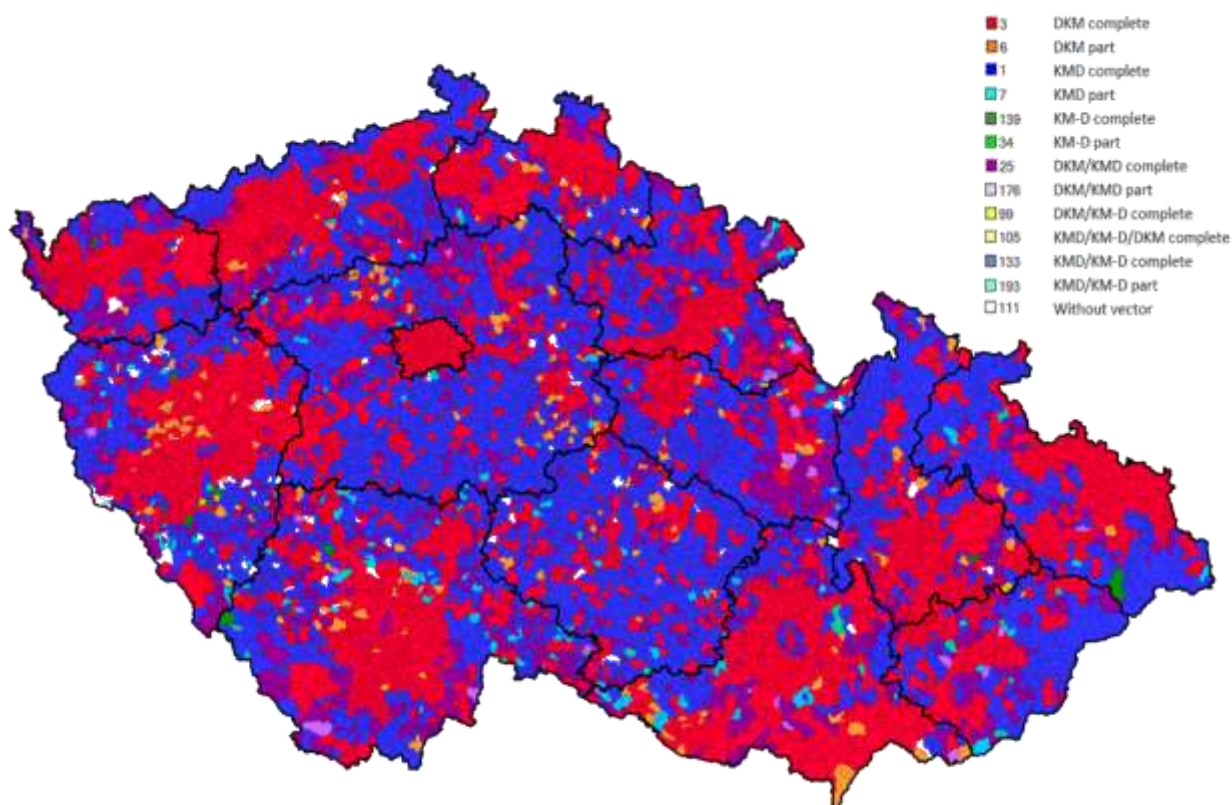 3 DKM complete
6 DKM part
1 KMD complete
7 KMD part
139 KM-D complete
34 KM-D part
25 DKM/KMD complete
176 DKM/KMD part
99 DKM/KM-D complete
105 KMD/KM-D/DKM complete
133 KMD/KM-D complete
193 KMD/KM-D part
111 Without vector